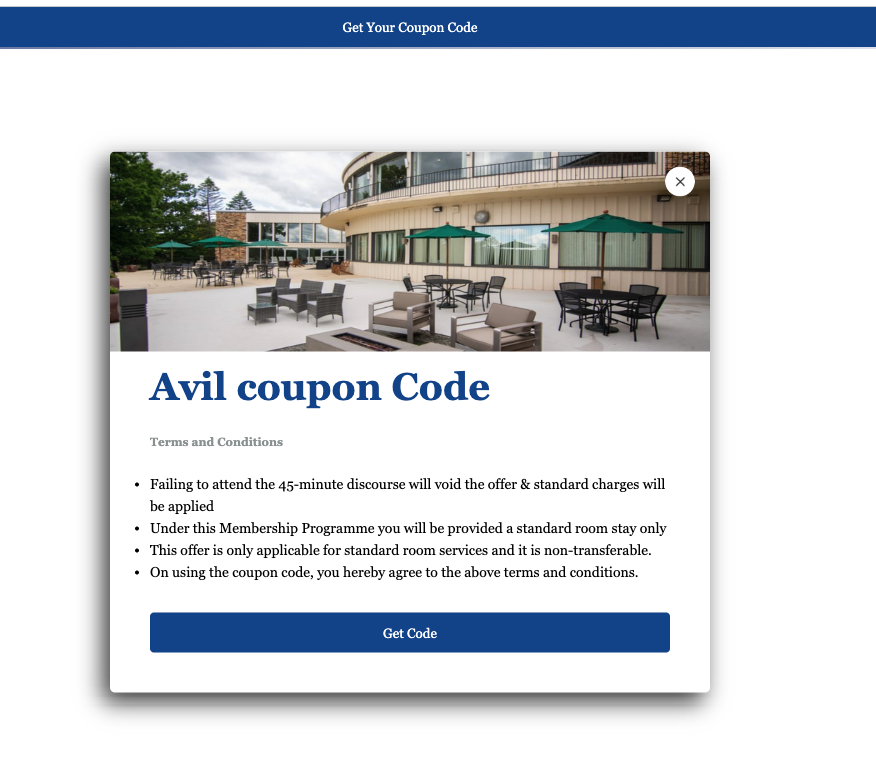 Get Your Coupon Code
Avil coupon Code
Terms and Conditions
• Failing to attend the 45-minute discourse will void the offer & standard charges will
be applied
• Under this Membership Programme you will be provided a standard room stay only
• This offer is only applicable for standard room services and it is non-transferable.
• On using the coupon code, you hereby agree to the above terms and conditions.
Get Code